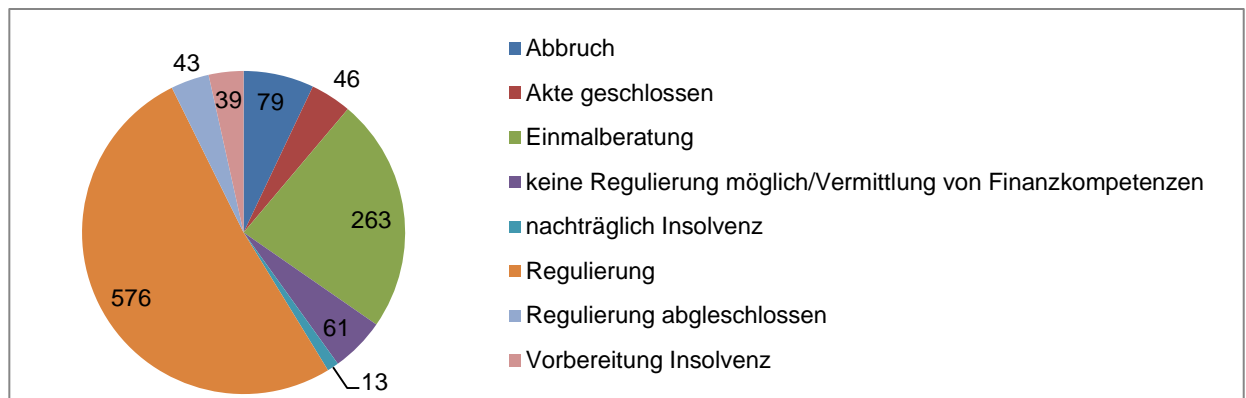 43
39
79
46
263
61
13
576
Abbruch
Akte geschlossen
Einmalberatung
keine Regulierung möglich/Vermittlung von Finanzkompetenzen
nachträglich Insolvenz
Regulierung
Regulierung abgleschlossen
Vorbereitung Insolvenz